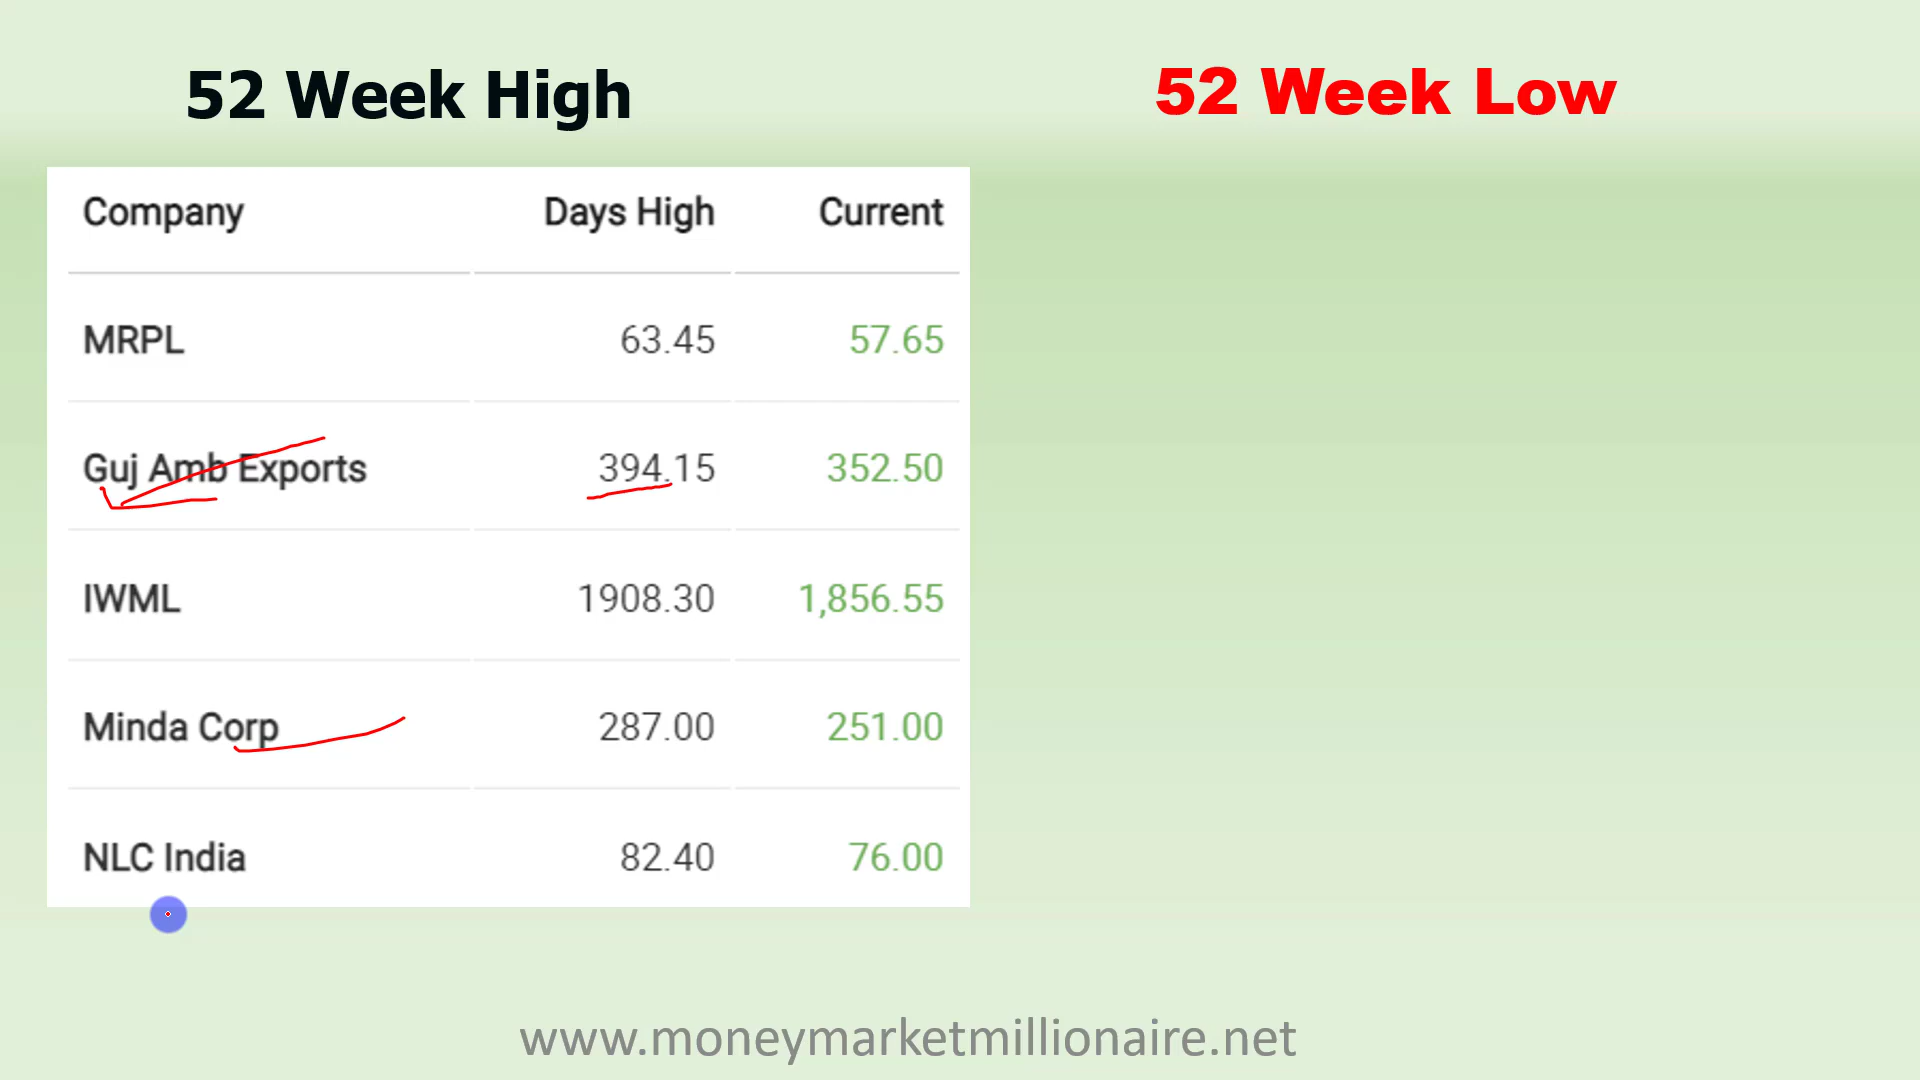 52 Week High
52 Week Low
Company Days High Current
MRPL 63.45 57.65
Guj Amb Exports 394.15 352.50
IWML 1908.30 1,856.55
Minda Corp 287.00 251.00
NLC India 82.40 76.00
www.moneymarketmillionaire.net